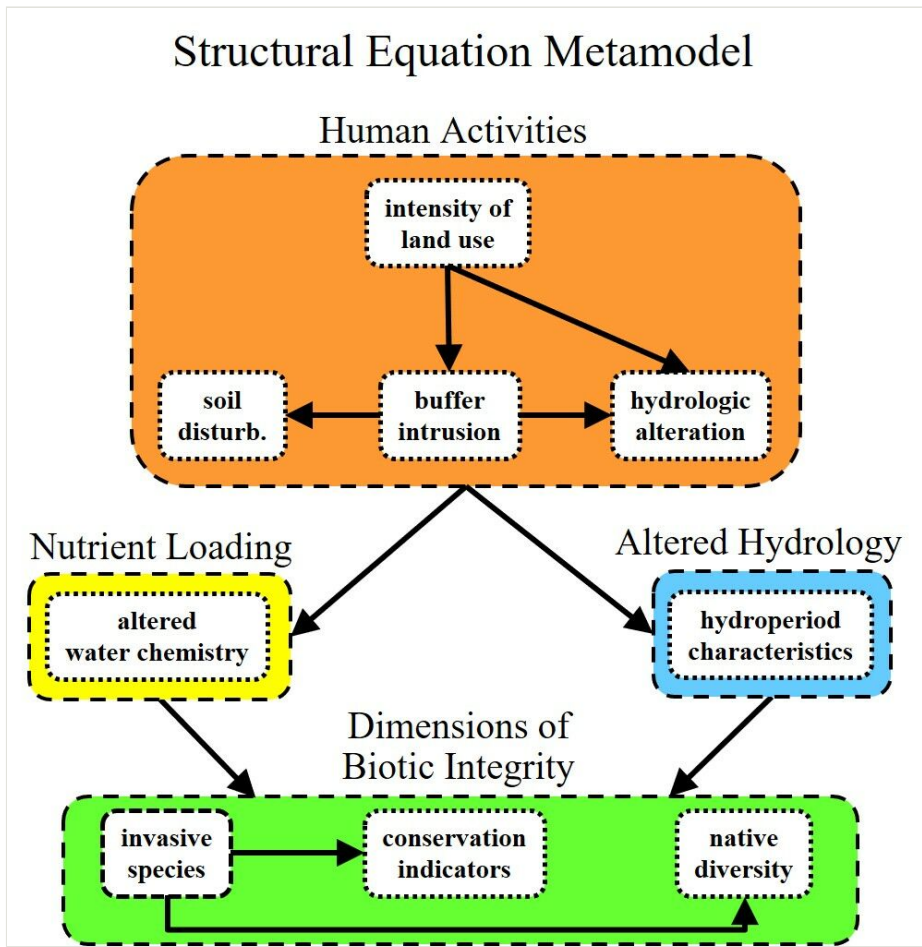 Structural Equation Metamodel
Human Activities
intensity of
land use
soil
disturb.
buffer
intrusion
hydrologic
alteration
Nutrient Loading
Altered Hydrology
altered
water chemistry
hydroperiod
characteristics
Dimensions of
Biotic Integrity
invasive
species
conservation
indicators
native
diversity